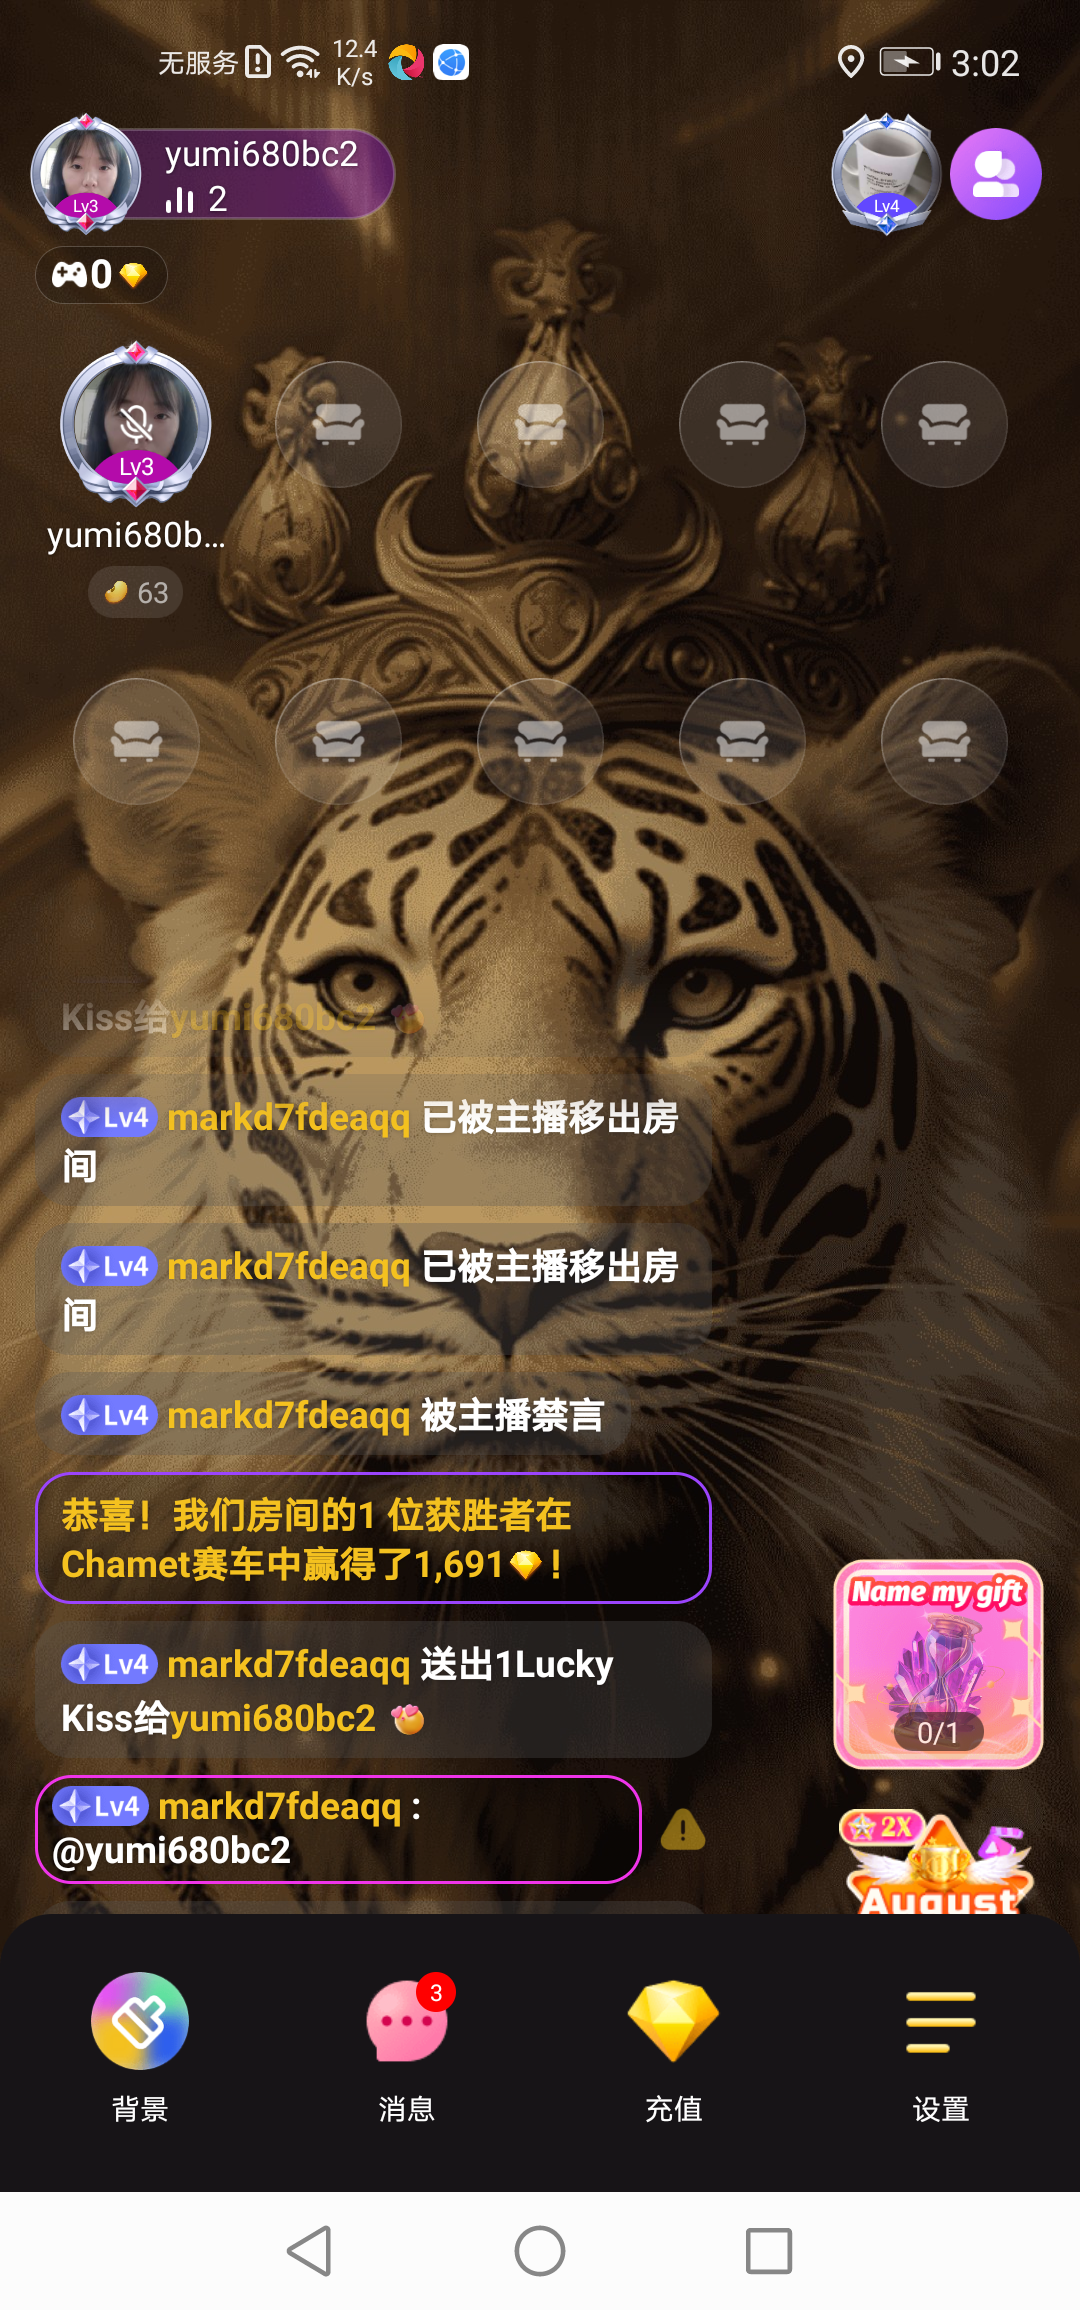 无服务
12.4
K/s
3:02
yumi680bc2
2
Lv3
Lv4
0
Lv3
yumi680b...
63
Kiss给yumi680bc2
Lv4 markd7fdeaqq 已被主播移出房
间
Lv4 markd7fdeaqq 已被主播移出房
间
Lv4 markd7fdeaqq 被主播禁言
恭喜！我们房间的1 位获胜者在
Chamet赛车中赢得了1,691！
Lv4 markd7fdeaqq 送出1Lucky
Kiss给yumi680bc2
Name my gift
0/1
Lv4 markd7fdeaqq :
@yumi680bc2
2X
August
3
背景
消息
充值
设置